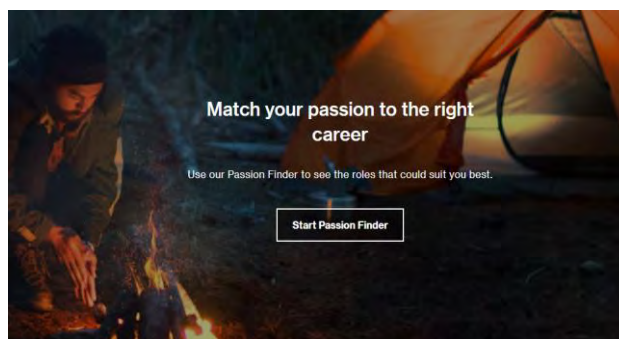 Match your passion to the right
career
Use our Passion Finder to see the roles that could suit you best.
Start Passion Finder